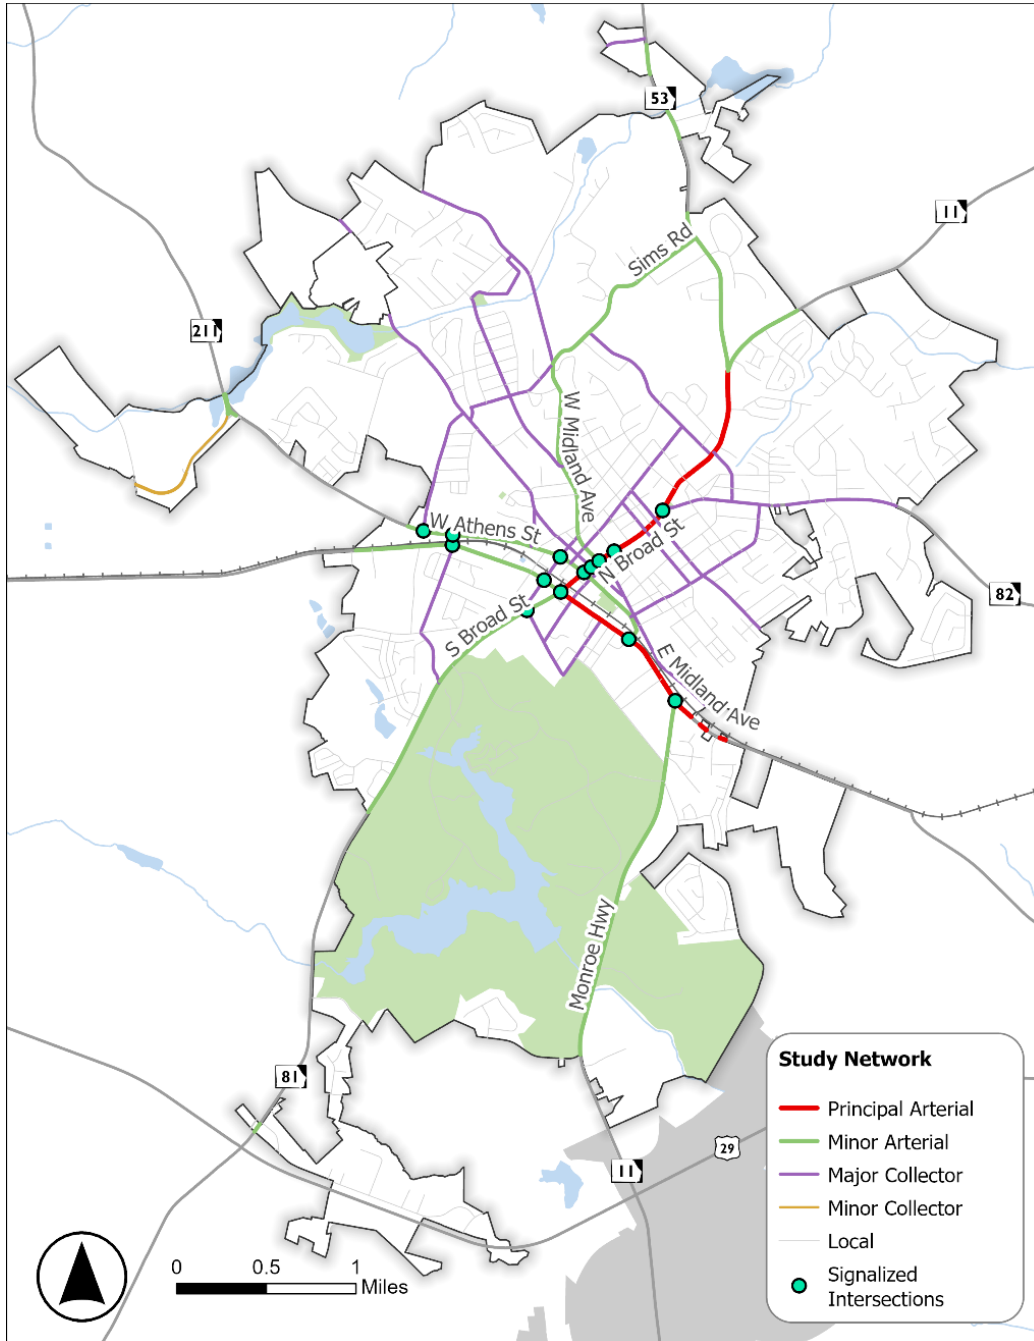 53
11
Sims Rd
211
W Midland Ave
W Athens St
N Broad St
82
S Broad St
E Midland Ave
Monroe Hwy
81
29
11
Study Network
Principal Arterial
Minor Arterial
Major Collector
Minor Collector
Local
Signalized
Intersections
0 0.5 1
Miles